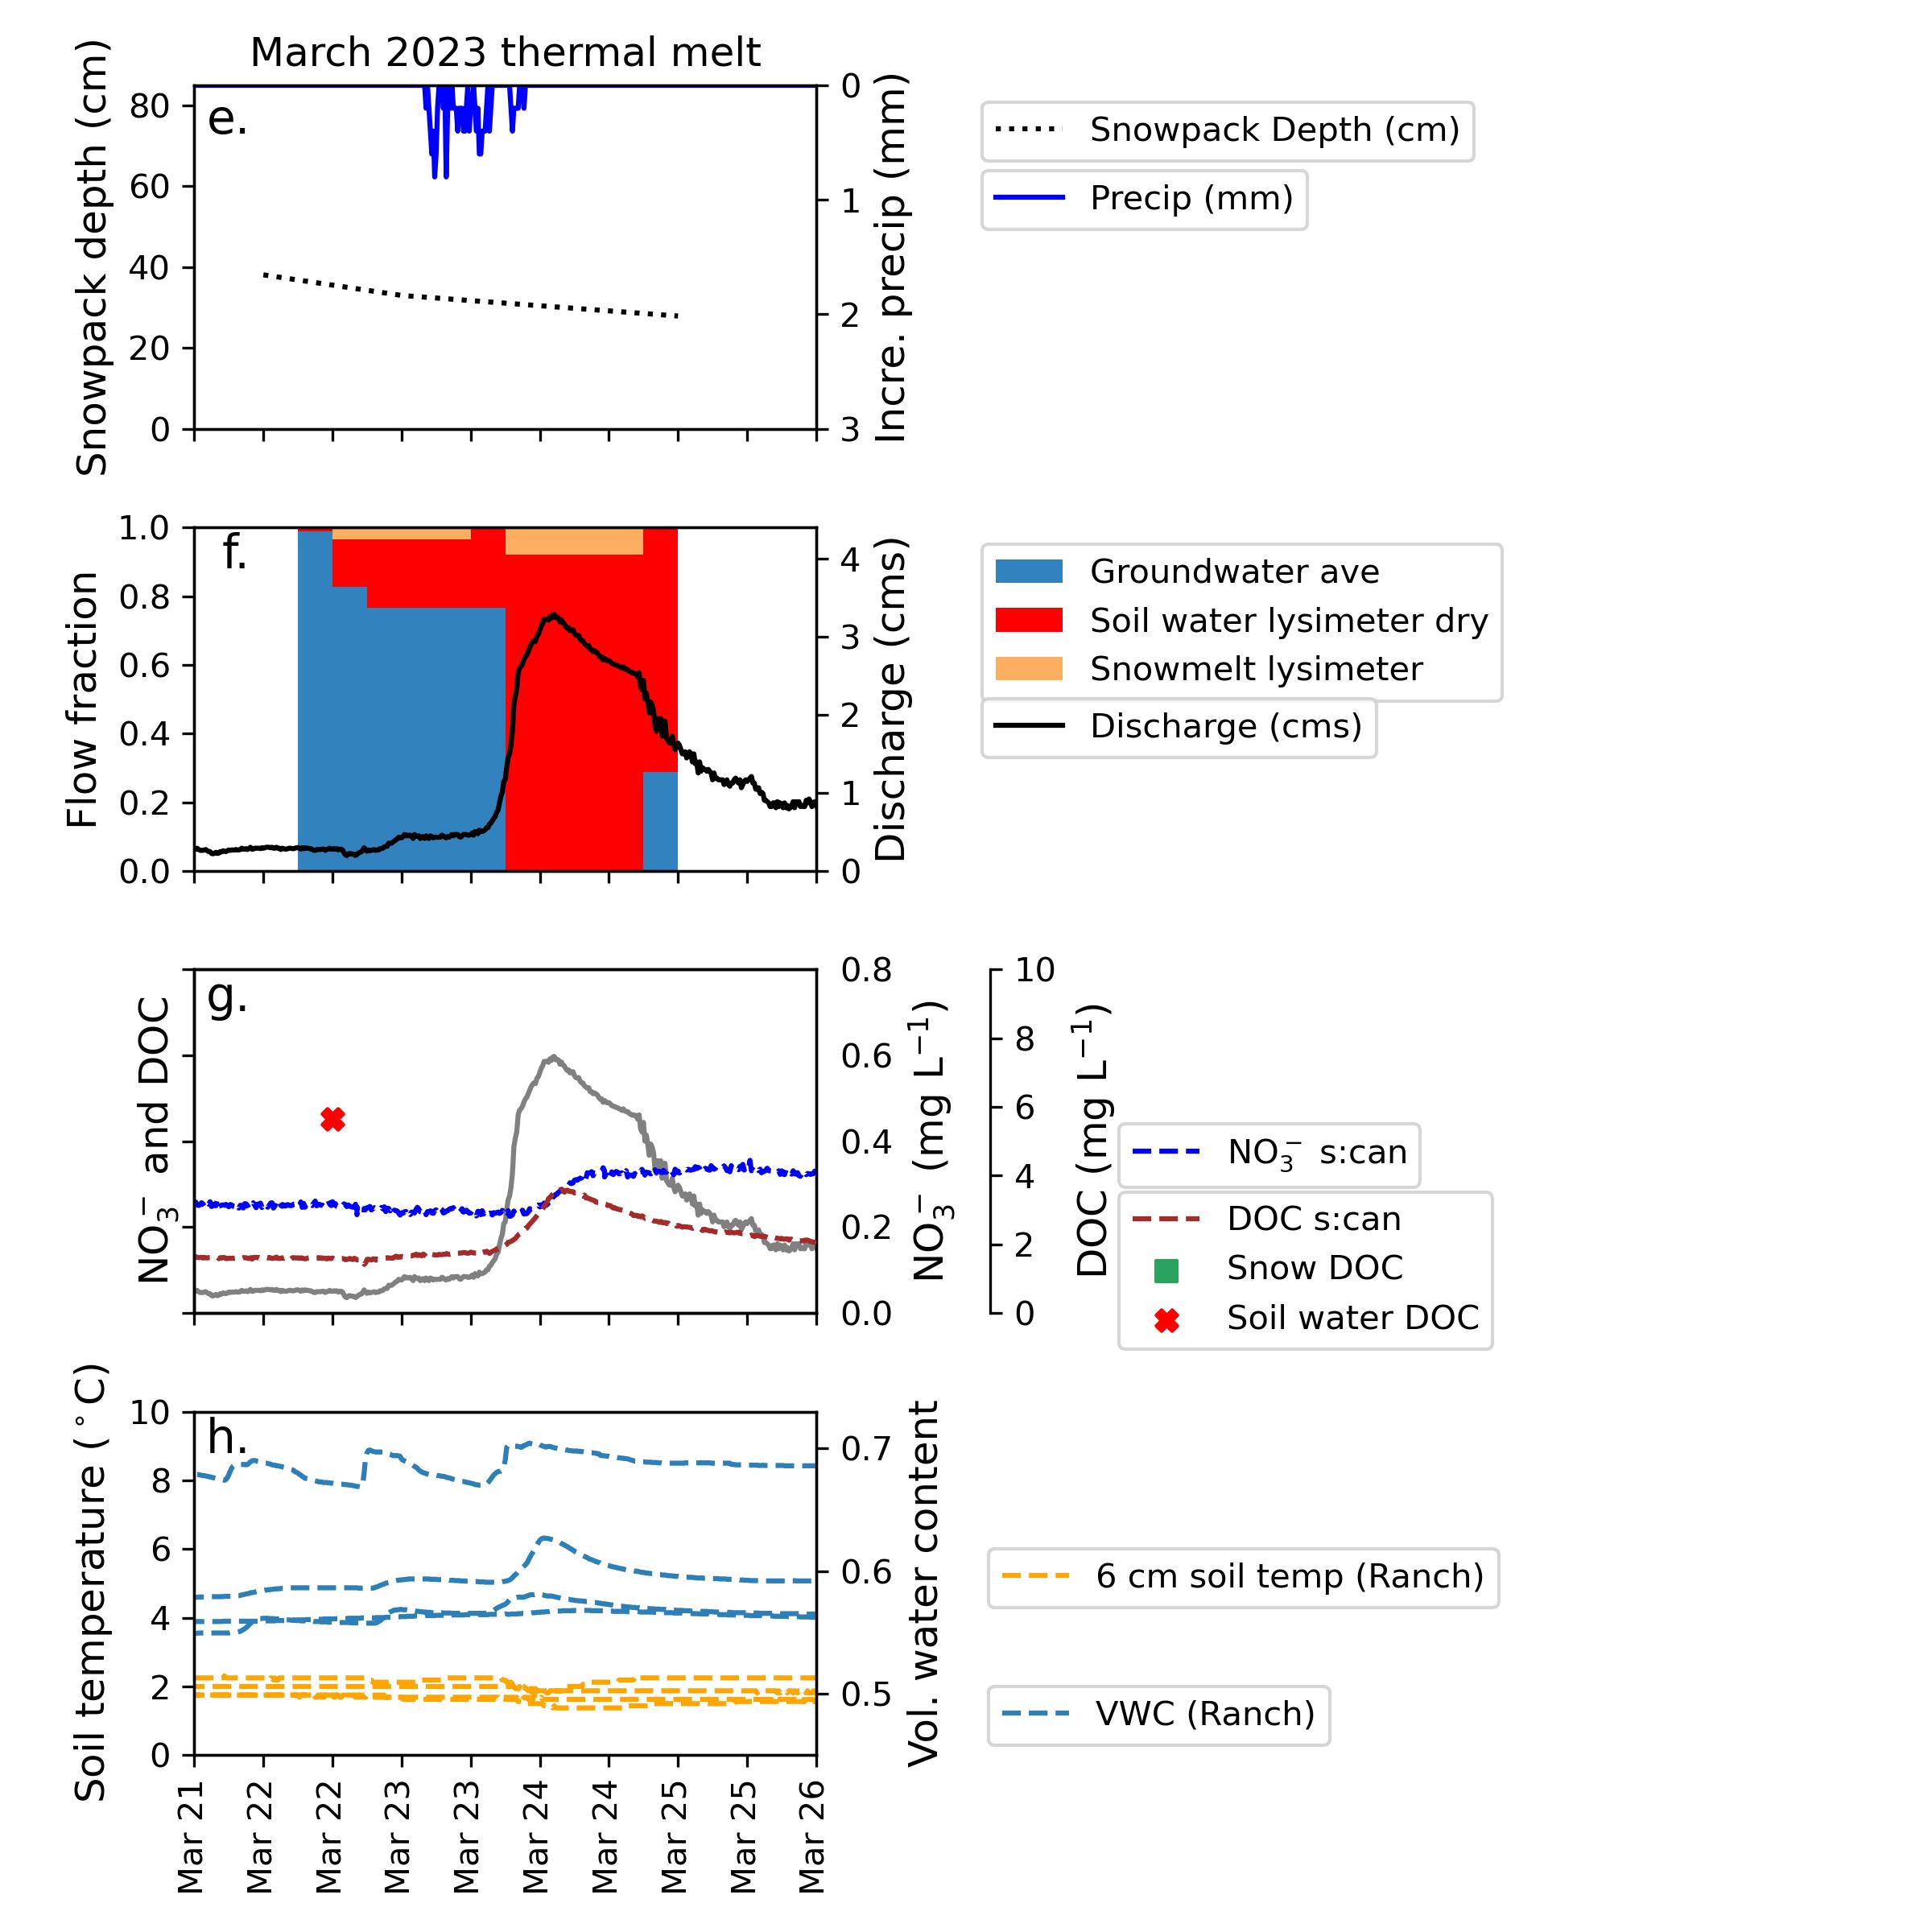 March 2023 thermal melt
e.
Snowpack depth (cm)
80
60
40
20
0
0
1
2
3
Incre. precip (mm)
Snowpack Depth (cm)
Precip (mm)
f.
Flow fraction
1.0
0.8
0.6
0.4
0.2
0.0
4
3
2
1
0
Discharge (cms)
Groundwater ave
Soil water lysimeter dry
Snowmelt lysimeter
Discharge (cms)
g.
NO₃⁻ and DOC
0.8
0.6
0.4
0.2
0.0
NO₃⁻ (mg L⁻¹)
10
8
6
4
2
0
DOC (mg L⁻¹)
NO₃⁻ s:can
DOC s:can
Snow DOC
Soil water DOC
h.
Soil temperature (°C)
10
8
6
4
2
0
0.7
0.6
0.5
Vol. water content
6 cm soil temp (Ranch)
VWC (Ranch)
Mar 21
Mar 22
Mar 22
Mar 23
Mar 23
Mar 24
Mar 24
Mar 25
Mar 25
Mar 26